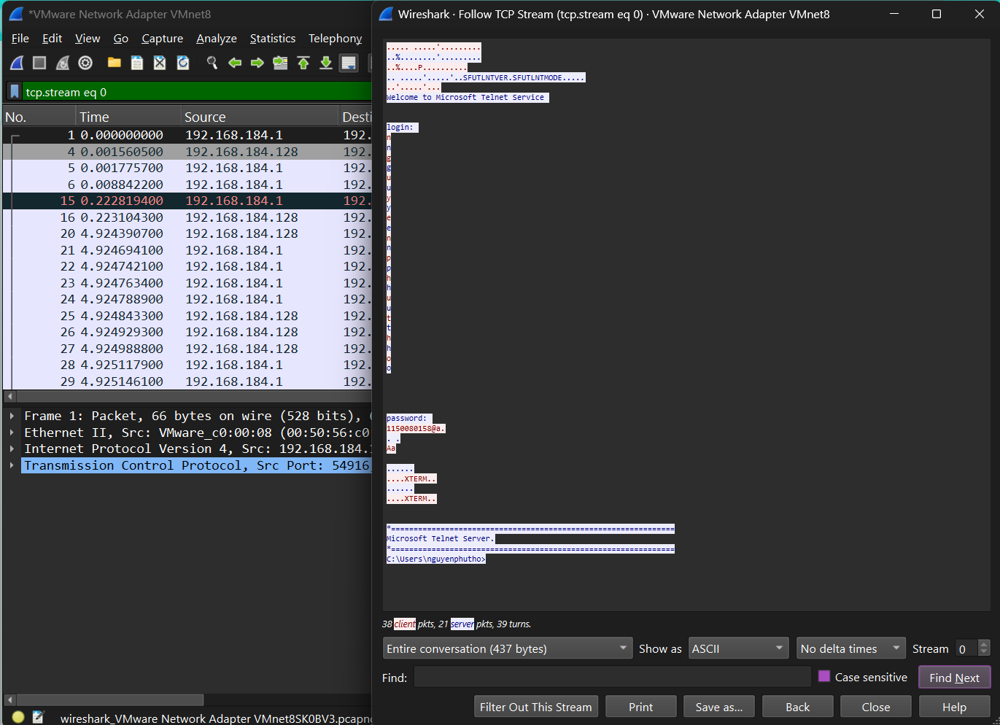 *VMware Network Adapter VMnet8
File Edit View Go Capture Analyze Statistics Telephony
tcp.stream eq 0
No. Time Source Desti
1 0.000000000 192.168.184.1 192.
4 0.001560500 192.168.184.128 192.
5 0.001775700 192.168.184.1 192.
6 0.008842200 192.168.184.1 192.
15 0.222819400 192.168.184.1 192.
16 0.223104300 192.168.184.128 192.
20 4.924390700 192.168.184.128 192.
21 4.924694100 192.168.184.1 192.
22 4.924742100 192.168.184.1 192.
23 4.924763400 192.168.184.1 192.
24 4.924788900 192.168.184.1 192.
25 4.924843300 192.168.184.128 192.
26 4.924929300 192.168.184.128 192.
27 4.924988800 192.168.184.128 192.
28 4.925117900 192.168.184.1 192.
29 4.925146100 192.168.184.1 192.
Frame 1: Packet, 66 bytes on wire (528 bits),
Ethernet II, Src: VMware_c0:00:08 (00:50:56:c0
Internet Protocol Version 4, Src: 192.168.184.1
Transmission Control Protocol, Src Port: 54916
wireshark_VMware Network Adapter VMnet8SK0BV3.pcapng
Wireshark · Follow TCP Stream (tcp.stream eq 0) · VMware Network Adapter VMnet8
..... .....'.........
..%........'.........
..%....P..........
.. .....'.....'..SFUTLNTVER.SFUTLNTMODE.....
..'.....'...
Welcome to Microsoft Telnet Service
login:
n
n
g
g
u
u
y
y
e
e
n
n
p
p
h
h
u
u
t
t
h
h
o
o
password:
1150080158@a.
. .
Aa
......
....XTERM..
......
....XTERM..
*===============================================================
Microsoft Telnet Server.
*===============================================================
C:\Users\nguyenphutho>
38 client pkts, 21 server pkts, 39 turns.
Entire conversation (437 bytes) Show as ASCII No delta times Stream 0
Find: Case sensitive Find Next
Filter Out This Stream Print Save as... Back Close Help